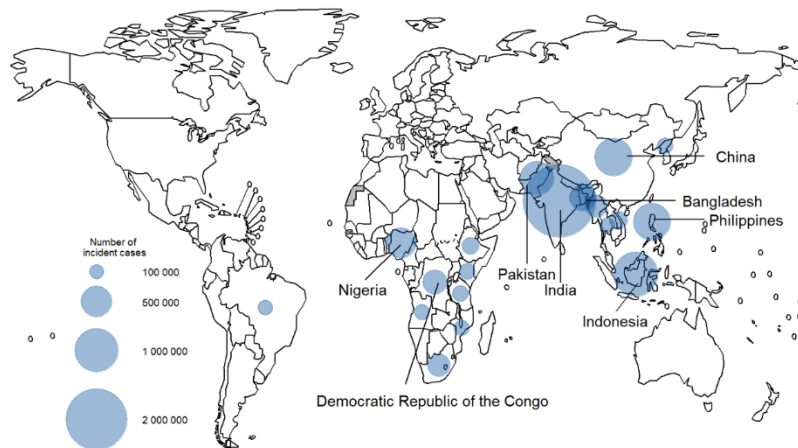 China
Bangladesh
Philippines
Number of
incident cases
100 000
500 000
1 000 000
2 000 000
Nigeria
Pakistan
India
Indonesia
Democratic Republic of the Congo